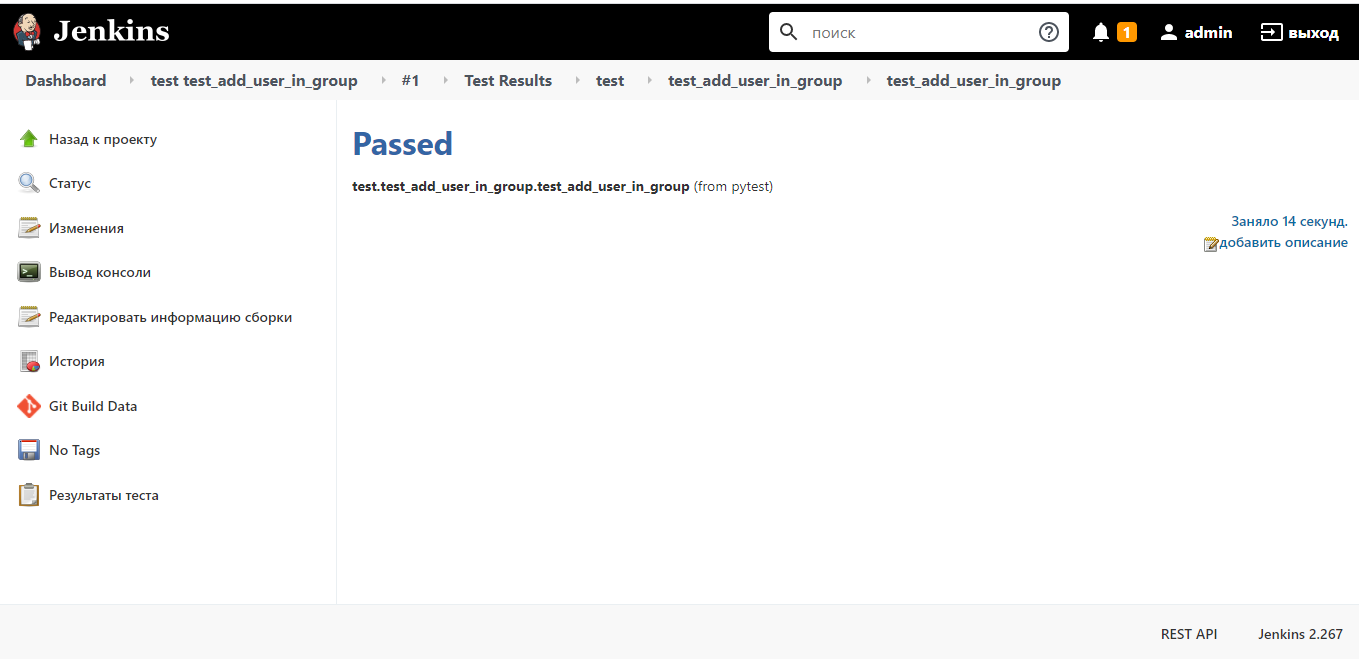 Jenkins
поиск
1
admin
выход
Dashboard
test test_add_user_in_group
#1
Test Results
test
test_add_user_in_group
test_add_user_in_group
Назад к проекту
Статус
Изменения
Вывод консоли
Редактировать информацию сборки
История
Git Build Data
No Tags
Результаты теста
Passed
test.test_add_user_in_group.test_add_user_in_group (from pytest)
Заняло 14 секунд.
добавить описание
REST API
Jenkins 2.267